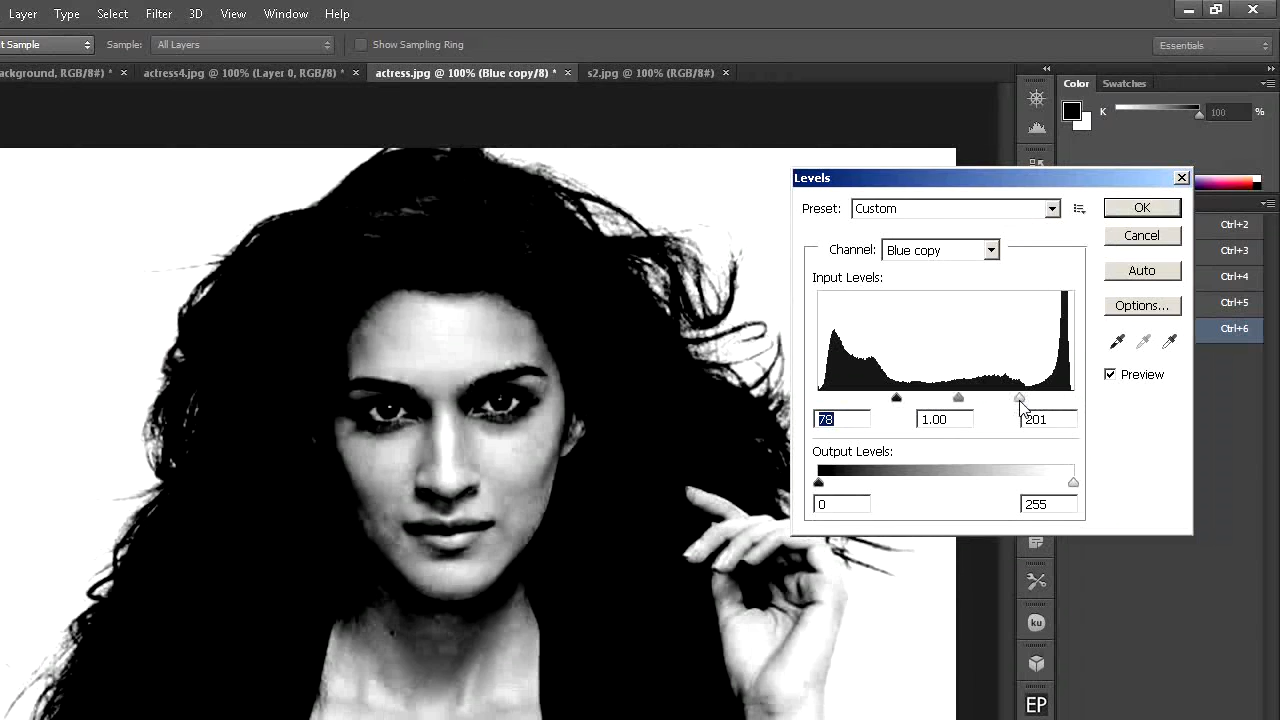 Layer Type Select Filter 3D View Window Help
t Sample Sample: All Layers Show Sampling Ring Essentials
ackground, RGB/8#) * × actress4.jpg @ 100% (Layer 0, RGB/8) * × actress.jpg @ 100% (Blue copy/8) * × s2.jpg @ 100% (RGB/8#) ×
Color Swatches
K 100 %
Levels
Preset: Custom OK
Ctrl+2
Cancel
Channel: Blue copy
Ctrl+3
Input Levels: Auto
Ctrl+4
Options...
Ctrl+5
Ctrl+6
Preview
78 1.00 201
Output Levels:
0 255
ku
EP